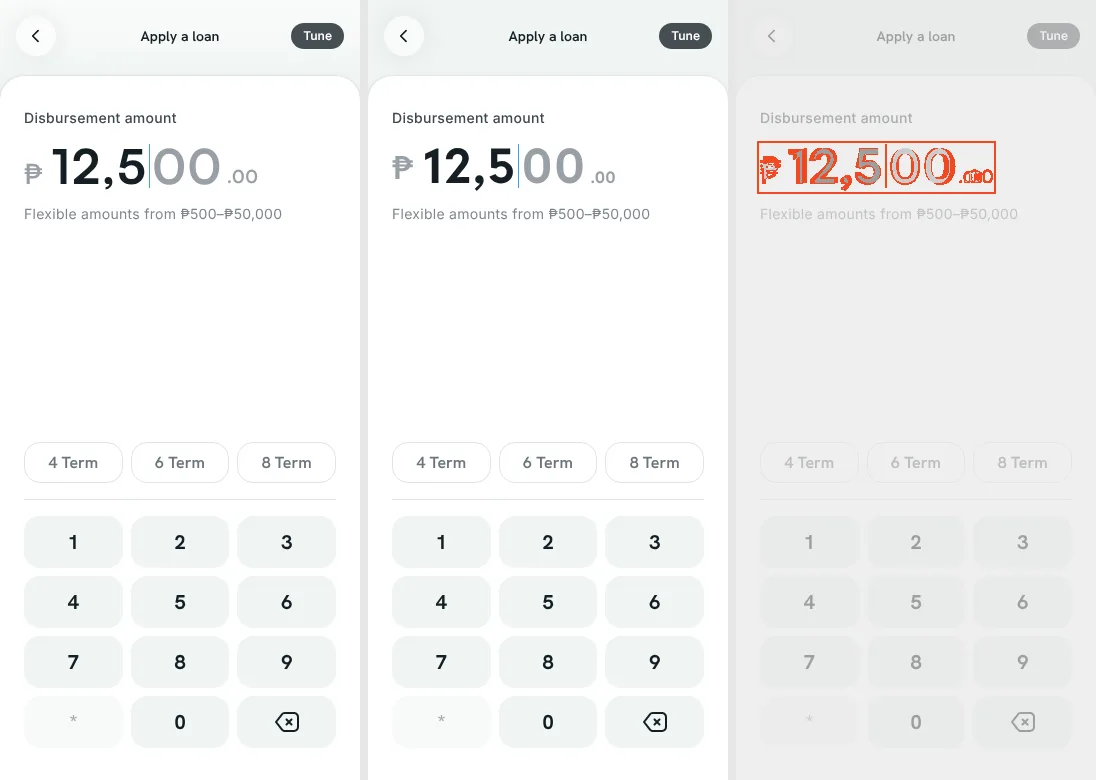 Apply a loan
Tune
Disbursement amount
₱ 12,500.00
Flexible amounts from ₱500–₱50,000
4 Term 6 Term 8 Term
1 2 3
4 5 6
7 8 9
* 0
Apply a loan
Tune
Disbursement amount
₱ 12,500.00
Flexible amounts from ₱500–₱50,000
4 Term 6 Term 8 Term
1 2 3
4 5 6
7 8 9
* 0
Apply a loan
Tune
Disbursement amount
₱ 12,500.00
Flexible amounts from ₱500–₱50,000
4 Term 6 Term 8 Term
1 2 3
4 5 6
7 8 9
* 0